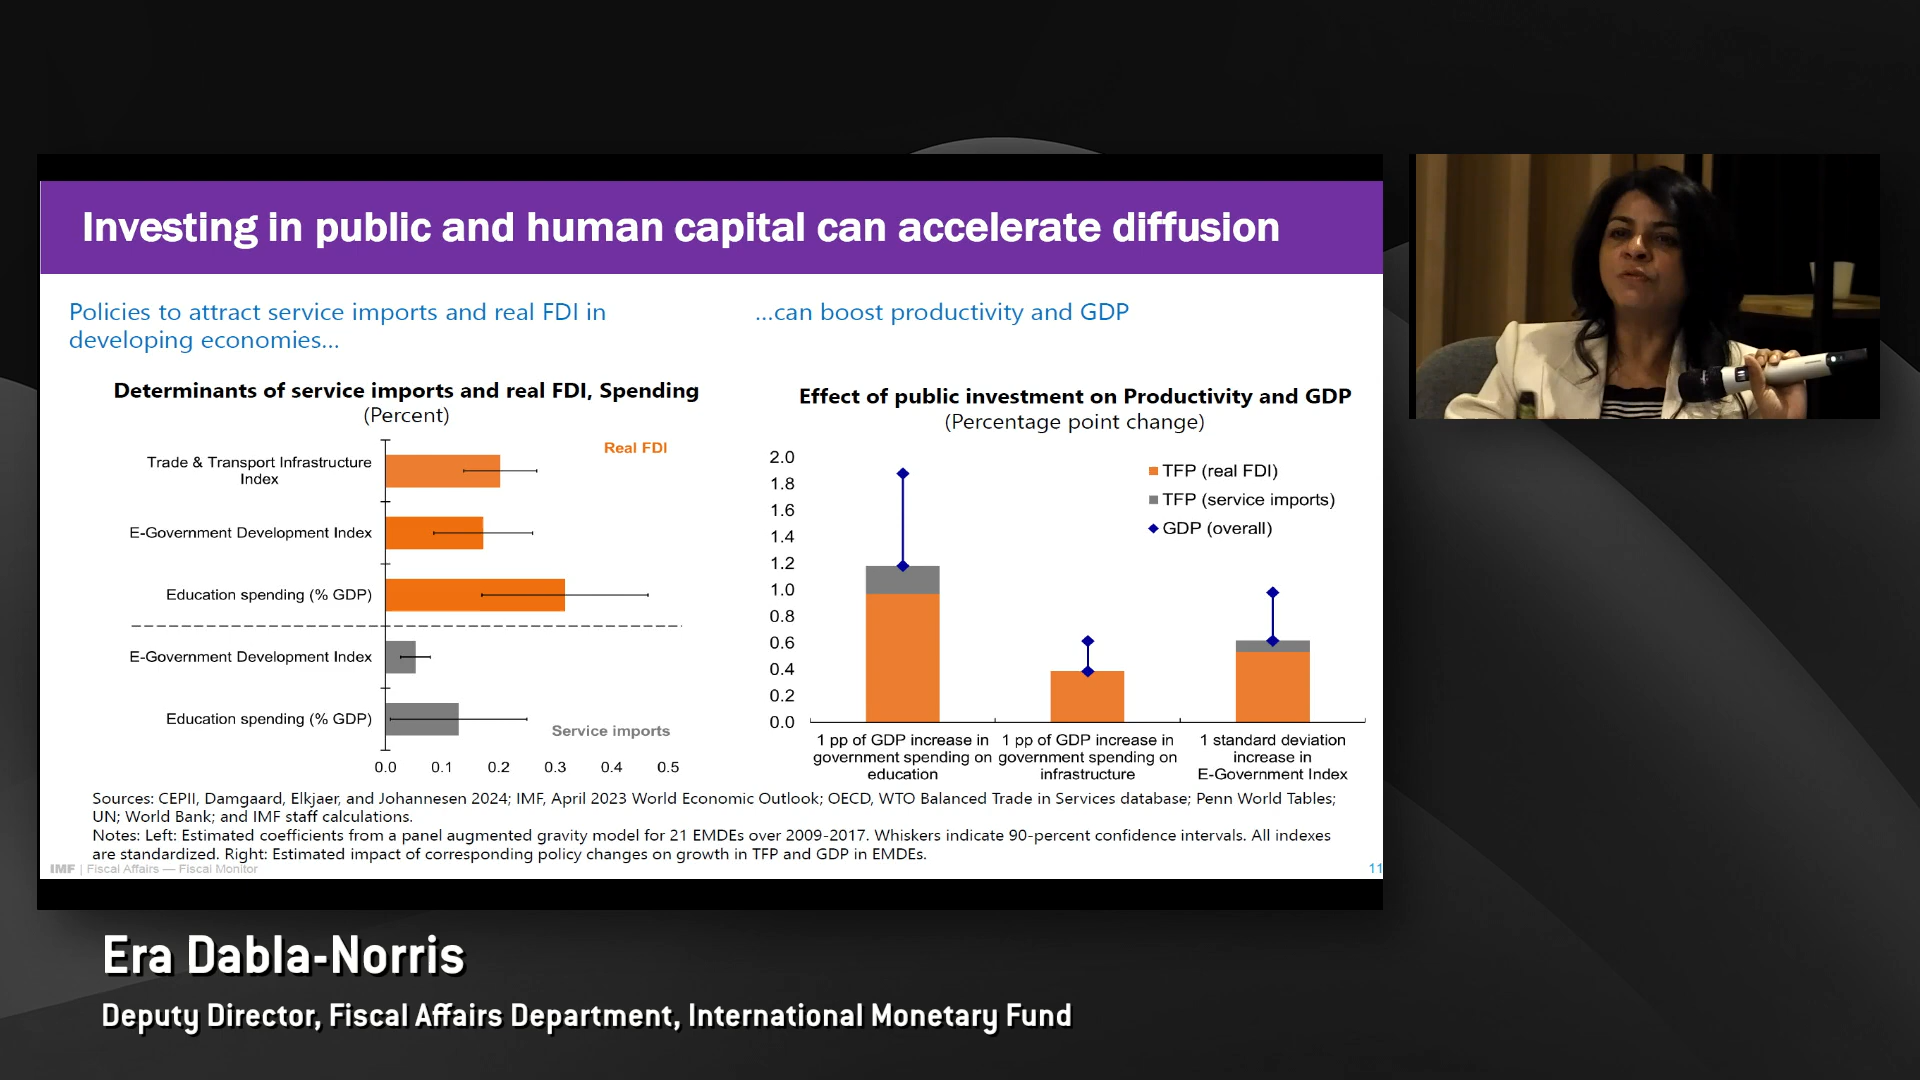 Investing in public and human capital can accelerate diffusion
Policies to attract service imports and real FDI in
developing economies...
...can boost productivity and GDP
Determinants of service imports and real FDI, Spending
(Percent)
Real FDI
Trade & Transport Infrastructure
Index
E-Government Development Index
Education spending (% GDP)
E-Government Development Index
Education spending (% GDP)
Service imports
0.0 0.1 0.2 0.3 0.4 0.5
Effect of public investment on Productivity and GDP
(Percentage point change)
2.0
1.8
1.6
1.4
1.2
1.0
0.8
0.6
0.4
0.2
0.0
TFP (real FDI)
TFP (service imports)
GDP (overall)
1 pp of GDP increase in
government spending on
education
1 pp of GDP increase in
government spending on
infrastructure
1 standard deviation
increase in
E-Government Index
Sources: CEPII, Damgaard, Elkjaer, and Johannesen 2024; IMF, April 2023 World Economic Outlook; OECD, WTO Balanced Trade in Services database; Penn World Tables;
UN; World Bank; and IMF staff calculations.
Notes: Left: Estimated coefficients from a panel augmented gravity model for 21 EMDEs over 2009-2017. Whiskers indicate 90-percent confidence intervals. All indexes
are standardized. Right: Estimated impact of corresponding policy changes on growth in TFP and GDP in EMDEs.
IMF | Fiscal Affairs — Fiscal Monitor
11
Era Dabla-Norris
Deputy Director, Fiscal Affairs Department, International Monetary Fund